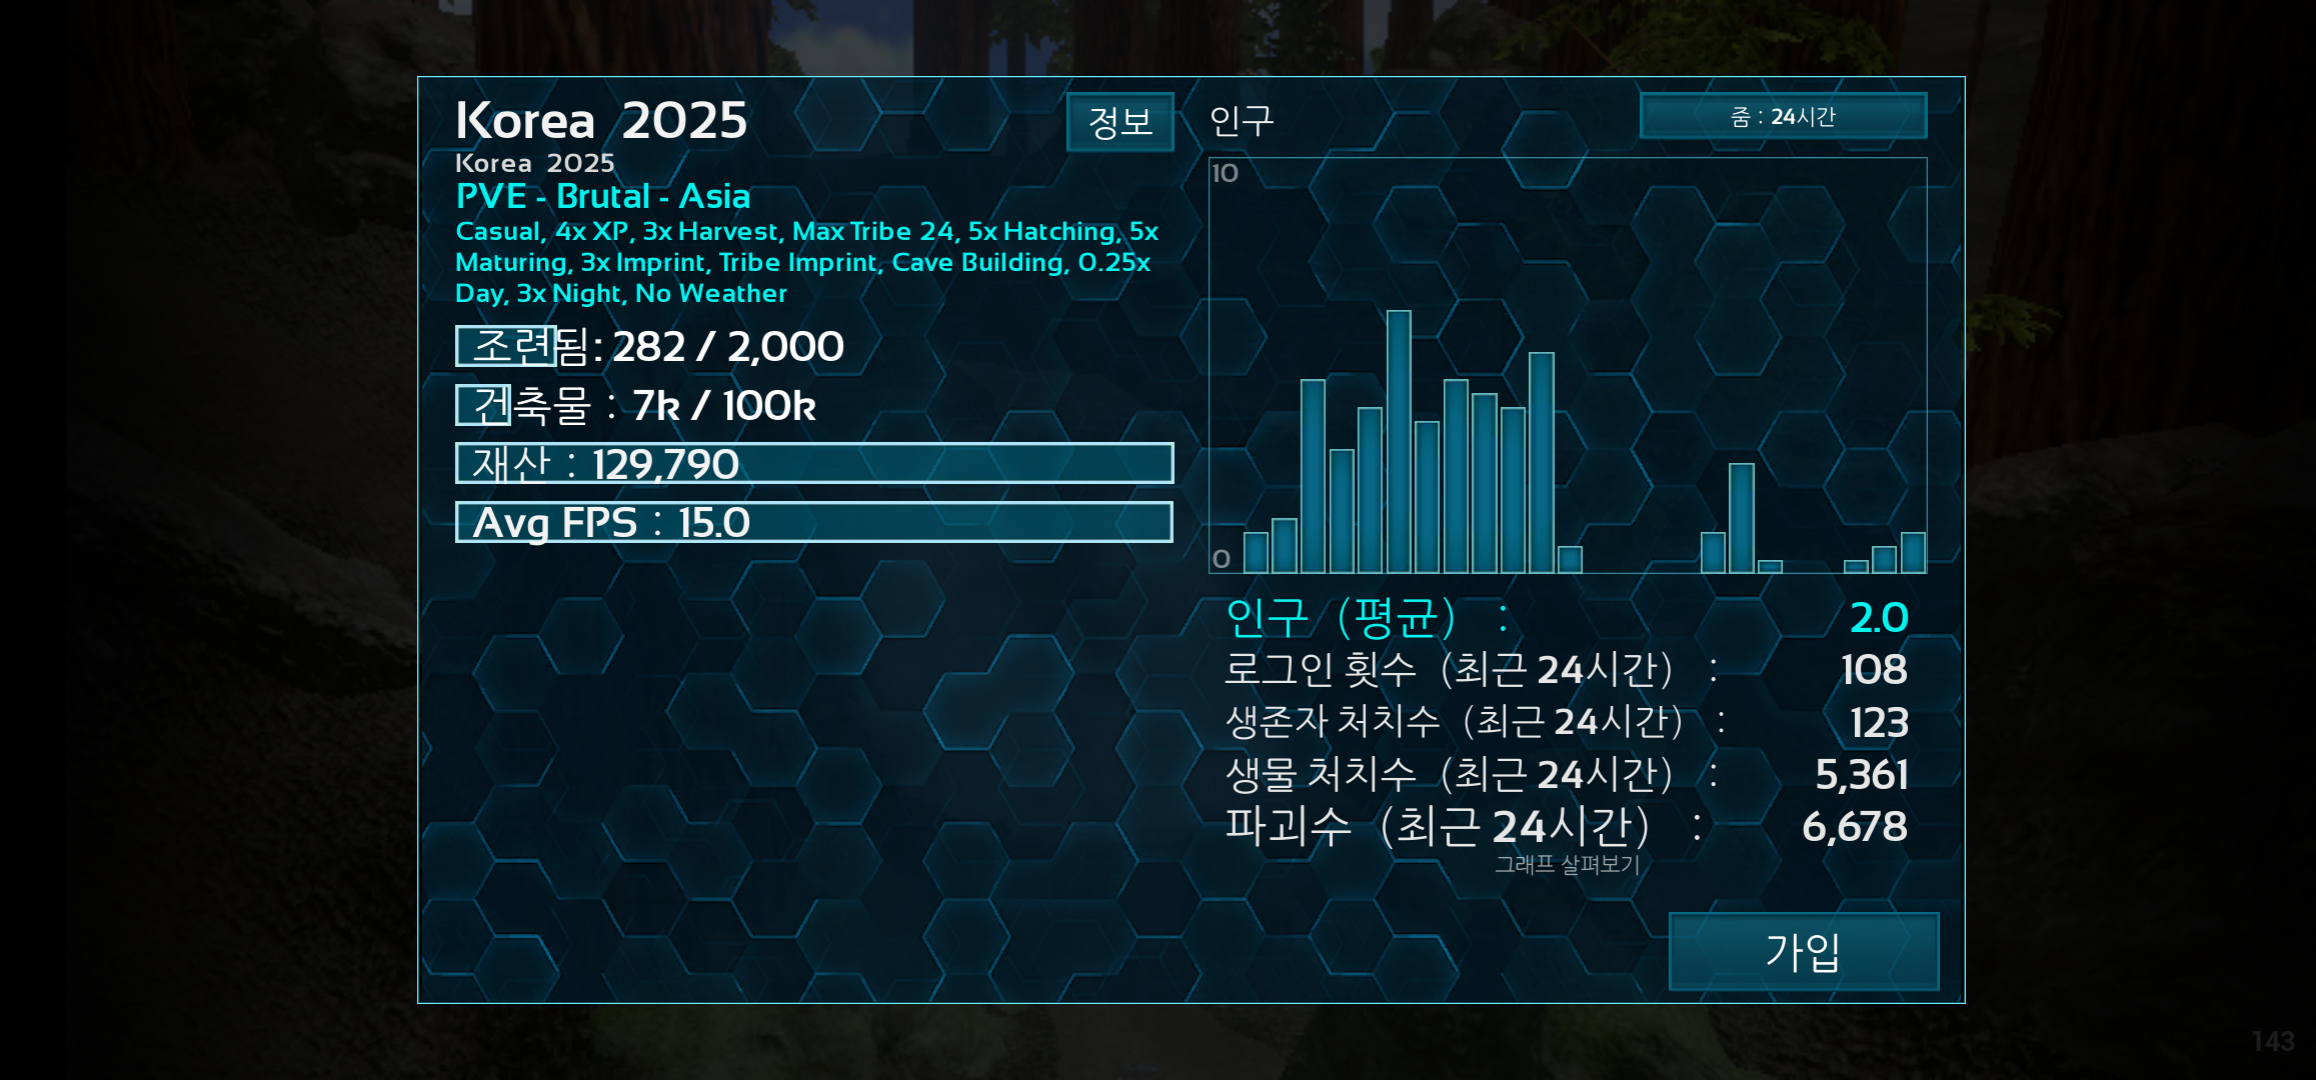 Korea 2025
정보
Korea 2025
PVE - Brutal - Asia
Casual, 4x XP, 3x Harvest, Max Tribe 24, 5x Hatching, 5x
Maturing, 3x Imprint, Tribe Imprint, Cave Building, 0.25x
Day, 3x Night, No Weather
조련됨: 282 / 2,000
건축물 : 7k / 100k
재산 : 129,790
Avg FPS : 15.0
인구
줌 : 24시간
10
0
인구 (평균) : 2.0
로그인 횟수 (최근 24시간) : 108
생존자 처치수 (최근 24시간) : 123
생물 처치수 (최근 24시간) : 5,361
파괴수 (최근 24시간) : 6,678
그래프 살펴보기
가입
143